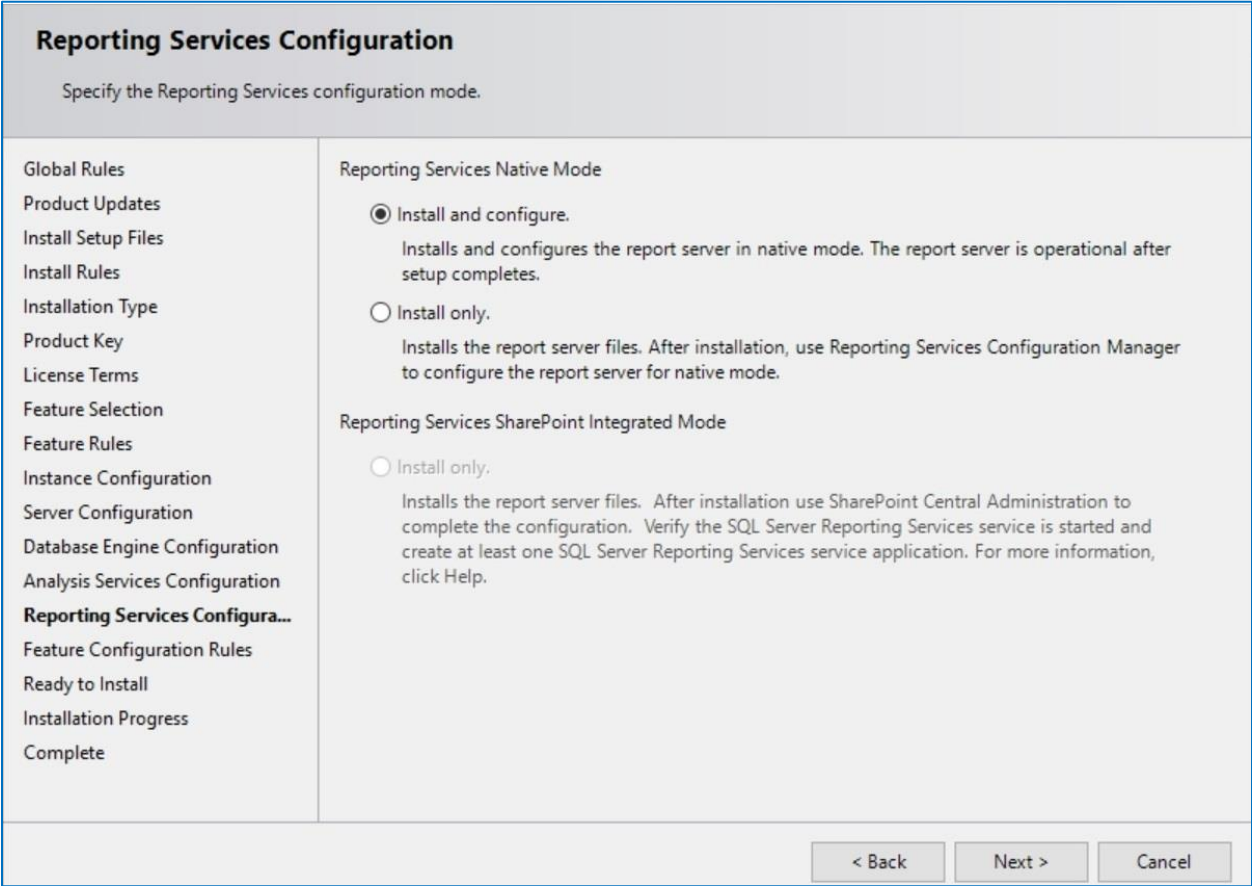 Reporting Services Configuration
Specify the Reporting Services configuration mode.
Global Rules
Product Updates
Install Setup Files
Install Rules
Installation Type
Product Key
License Terms
Feature Selection
Feature Rules
Instance Configuration
Server Configuration
Database Engine Configuration
Analysis Services Configuration
Reporting Services Configura...
Feature Configuration Rules
Ready to Install
Installation Progress
Complete
Reporting Services Native Mode
Install and configure.
Installs and configures the report server in native mode. The report server is operational after
setup completes.
Install only.
Installs the report server files. After installation, use Reporting Services Configuration Manager
to configure the report server for native mode.
Reporting Services SharePoint Integrated Mode
Install only.
Installs the report server files.  After installation use SharePoint Central Administration to
complete the configuration.  Verify the SQL Server Reporting Services service is started and
create at least one SQL Server Reporting Services service application. For more information,
click Help.
< Back
Next >
Cancel